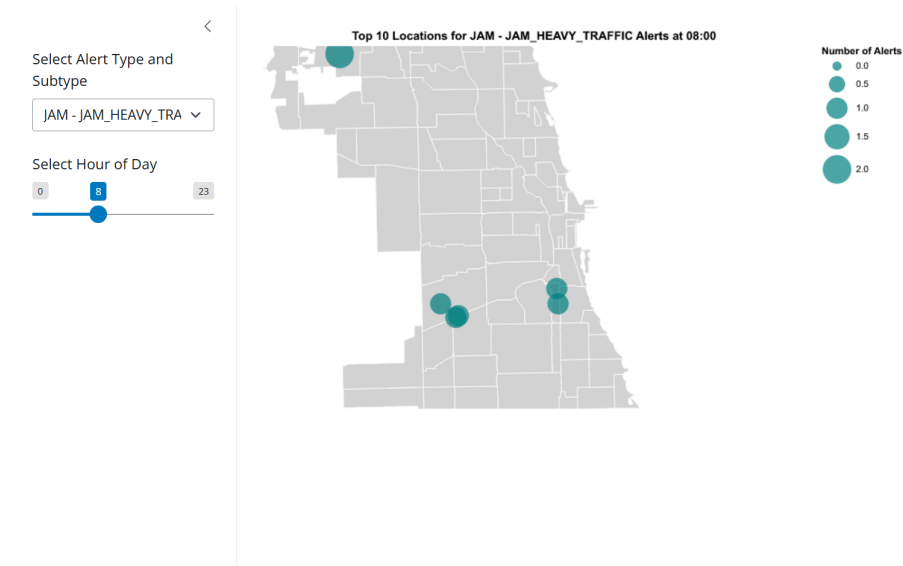 Select Alert Type and
Subtype
JAM - JAM_HEAVY_TRA
Select Hour of Day
0
8
23
Top 10 Locations for JAM - JAM_HEAVY_TRAFFIC Alerts at 08:00
Number of Alerts
0.0
0.5
1.0
1.5
2.0